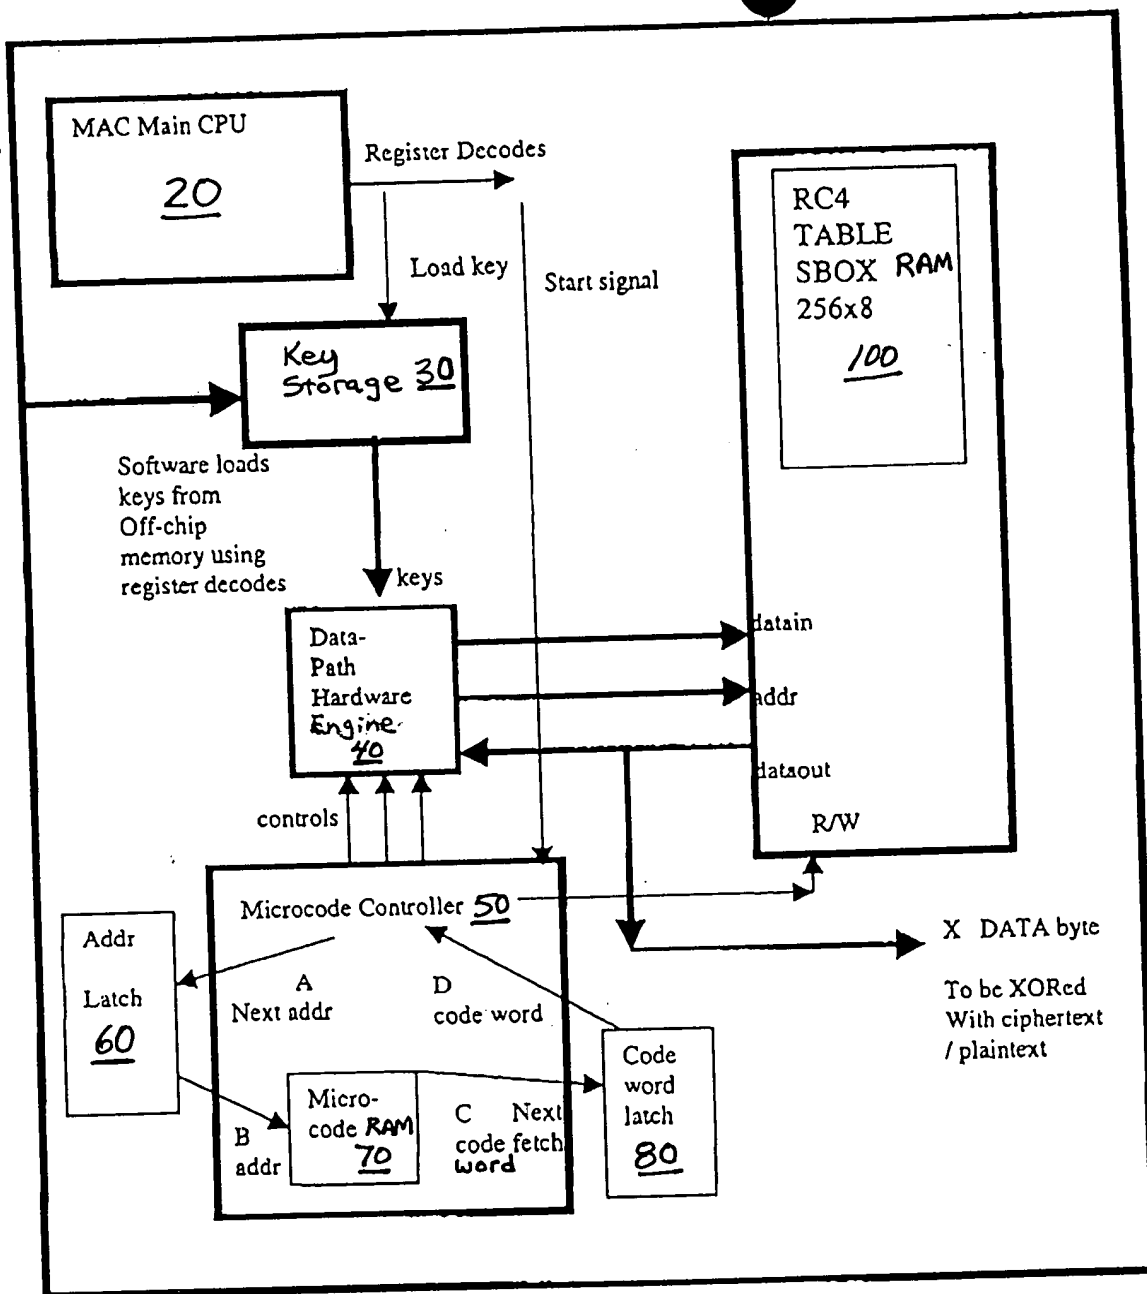 MAC Main CPU
20
Register Decodes
Load key
Start signal
RC4
TABLE
SBOX RAM
256x8
100
Key
Storage 30
Software loads
keys from
Off-chip
memory using
register decodes
keys
Data-
Path
Hardware
Engine
40
datain
addr
dataout
R/W
controls
Microcode Controller 50
Addr
Latch
60
A
Next addr
D
code word
X DATA byte
To be XORed
With ciphertext
/ plaintext
Code
word
latch
80
Micro-
code RAM
70
B
addr
C Next
code fetch
word